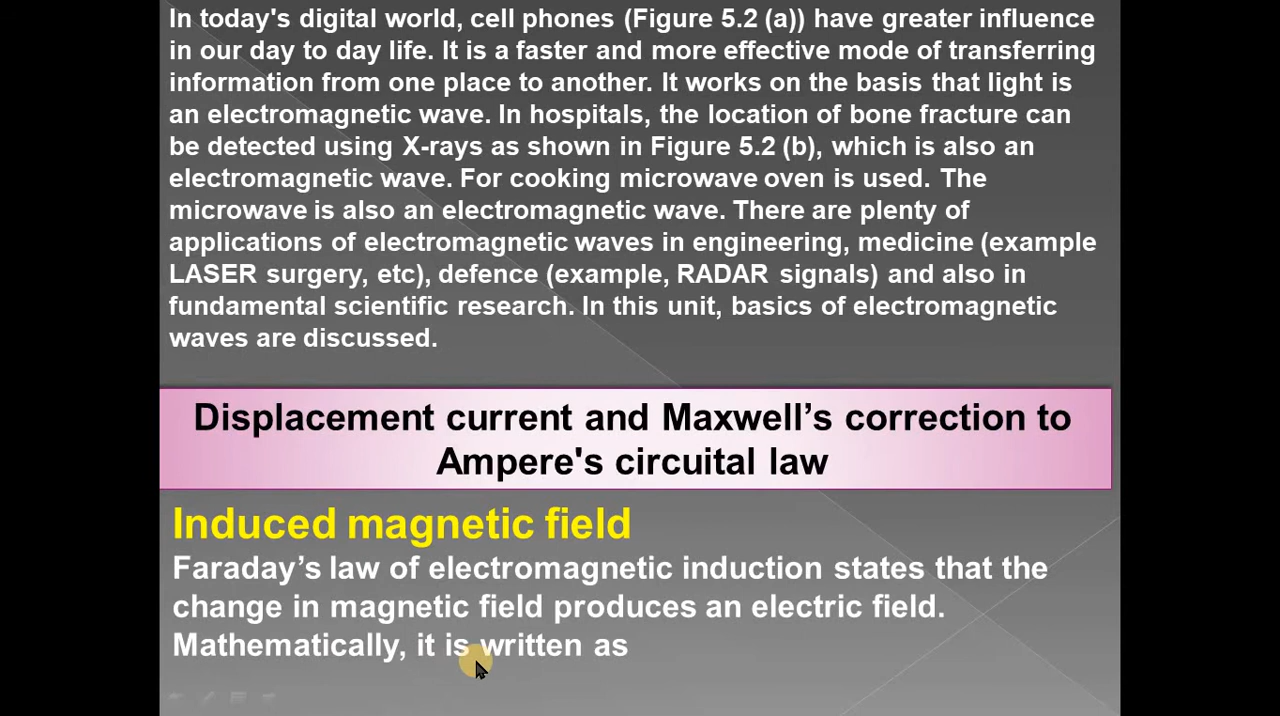 In today's digital world, cell phones (Figure 5.2 (a)) have greater influence
in our day to day life. It is a faster and more effective mode of transferring
information from one place to another. It works on the basis that light is
an electromagnetic wave. In hospitals, the location of bone fracture can
be detected using X-rays as shown in Figure 5.2 (b), which is also an
electromagnetic wave. For cooking microwave oven is used. The
microwave is also an electromagnetic wave. There are plenty of
applications of electromagnetic waves in engineering, medicine (example
LASER surgery, etc), defence (example, RADAR signals) and also in
fundamental scientific research. In this unit, basics of electromagnetic
waves are discussed.
Displacement current and Maxwell’s correction to
Ampere's circuital law
Induced magnetic field
Faraday’s law of electromagnetic induction states that the
change in magnetic field produces an electric field.
Mathematically, it is written as